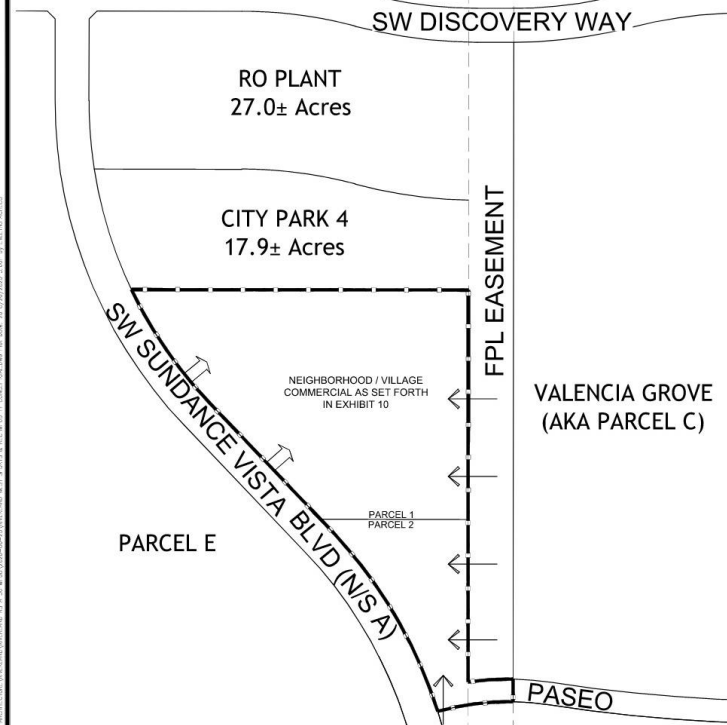 SW DISCOVERY WAY
RO PLANT
27.0± Acres
CITY PARK 4
17.9± Acres
FPL EASEMENT
SW SUNDANCE VISTA BLVD (N/S A)
NEIGHBORHOOD / VILLAGE
COMMERCIAL AS SET FORTH
IN EXHIBIT 10
VALENCIA GROVE
(AKA PARCEL C)
PARCEL 1
PARCEL 2
PARCEL E
PASEO